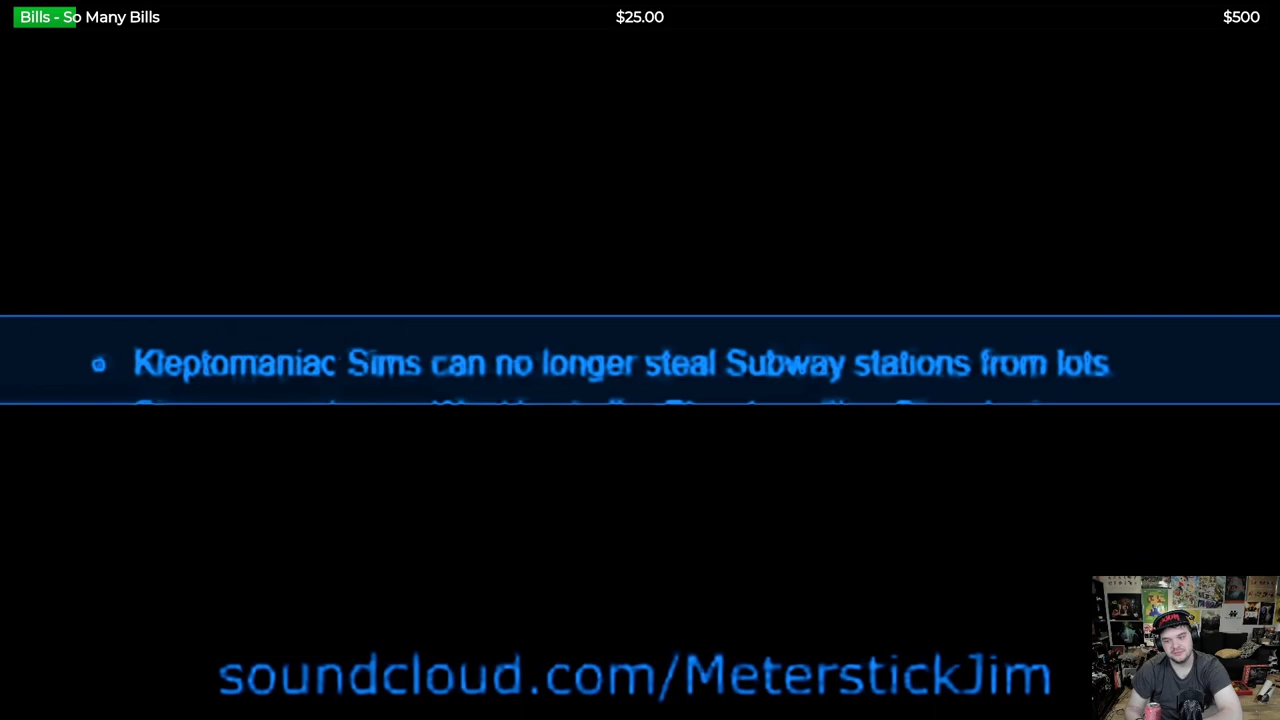 Bills - So Many Bills
$25.00
$500
Kleptomaniac Sims can no longer steal Subway stations from lots
soundcloud.com/MeterstickJim